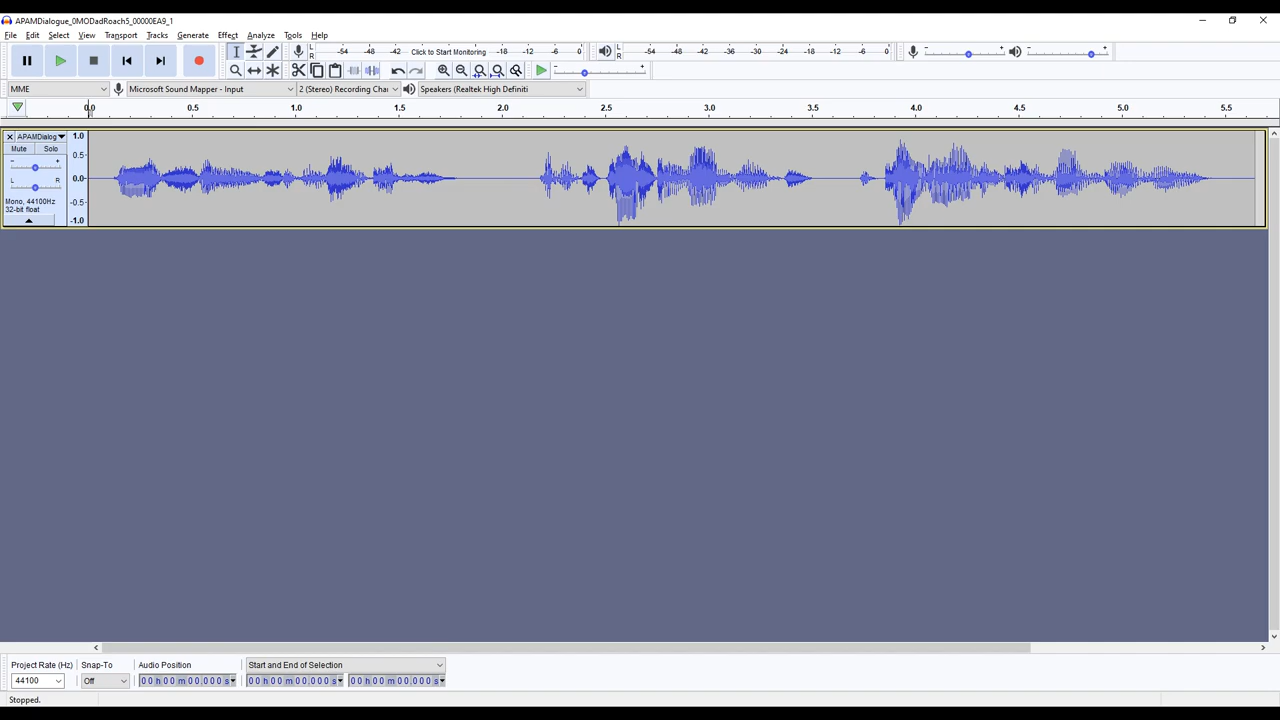 APAMDialogue_0MODadRoach5_00000EA9_1
File Edit Select View Transport Tracks Generate Effect Analyze Tools Help
L R -54 -48 -42 Click to Start Monitoring -18 -12 -6 0
L R -54 -48 -42 -36 -30 -24 -18 -12 -6 0
- + - +
- +
MME Microsoft Sound Mapper - Input 2 (Stereo) Recording Chai Speakers (Realtek High Definiti
0.0 0.5 1.0 1.5 2.0 2.5 3.0 3.5 4.0 4.5 5.0 5.5
X APAMDialog 1.0
Mute Solo
- + 0.5
L R 0.0
Mono, 44100Hz -0.5
32-bit float
-1.0
Project Rate (Hz) Snap-To Audio Position Start and End of Selection
44100 Off 00 h 00 m 00.000 s 00 h 00 m 00.000 s 00 h 00 m 00.000 s
Stopped.